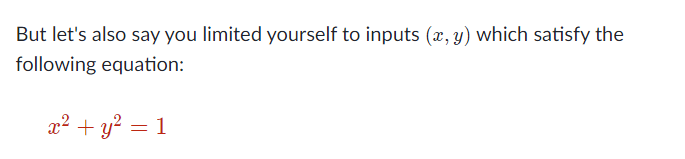 But let's also say you limited yourself to inputs (x, y) which satisfy the
following equation:
x² + y² = 1